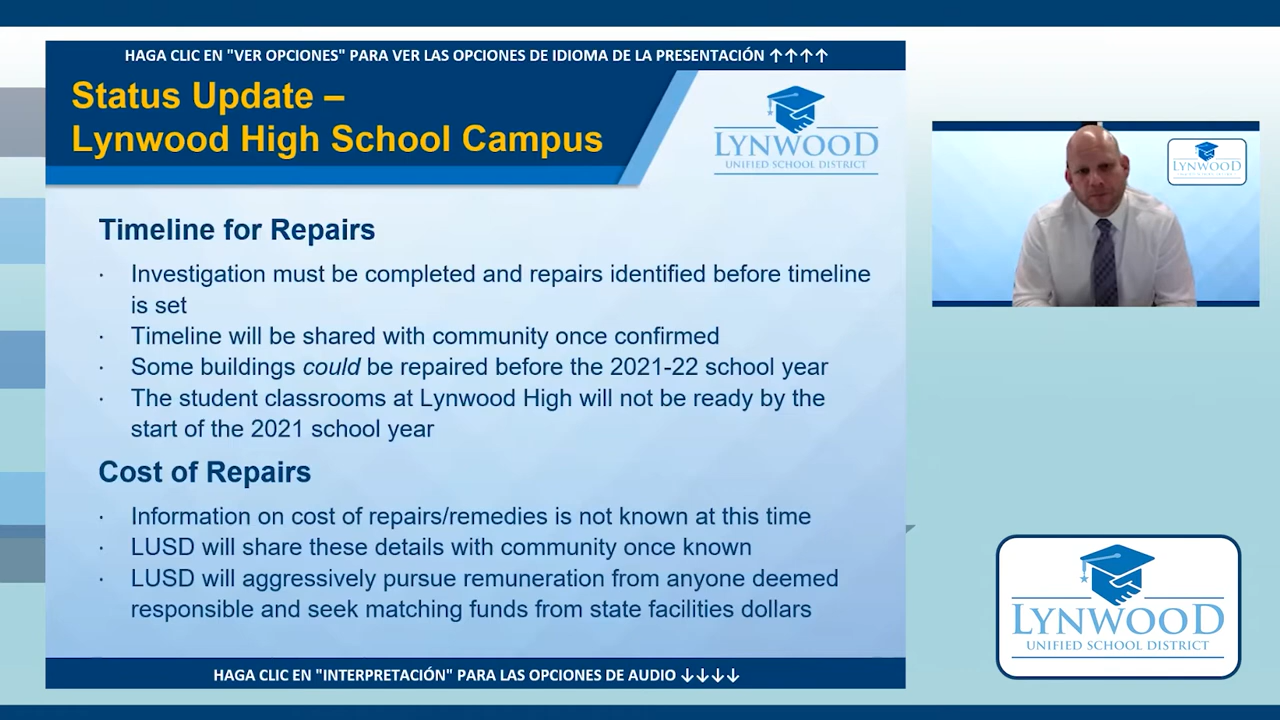 HAGA CLIC EN "VER OPCIONES" PARA VER LAS OPCIONES DE IDIOMA DE LA PRESENTACIÓN ↑↑↑↑
Status Update –
Lynwood High School Campus
LYNWOOD
UNIFIED SCHOOL DISTRICT
LYNWOOD
Timeline for Repairs
· Investigation must be completed and repairs identified before timeline
is set
· Timeline will be shared with community once confirmed
· Some buildings could be repaired before the 2021-22 school year
· The student classrooms at Lynwood High will not be ready by the
start of the 2021 school year
Cost of Repairs
· Information on cost of repairs/remedies is not known at this time
· LUSD will share these details with community once known
· LUSD will aggressively pursue remuneration from anyone deemed
responsible and seek matching funds from state facilities dollars
LYNWOOD
UNIFIED SCHOOL DISTRICT
HAGA CLIC EN "INTERPRETACIÓN" PARA LAS OPCIONES DE AUDIO ↓↓↓↓